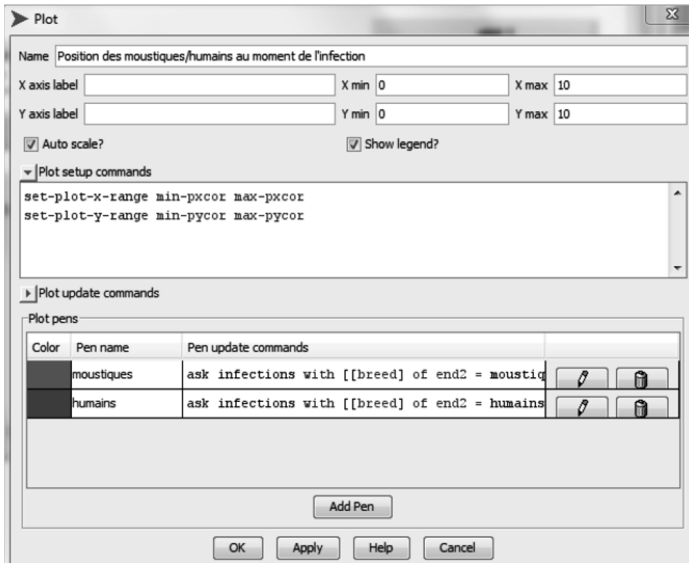 Plot
Name Position des moustiques/humains au moment de l'infection
X axis label X min 0 X max 10
Y axis label Y min 0 Y max 10
Auto scale? Show legend?
Plot setup commands
set-plot-x-range min-pxcor max-pxcor
set-plot-y-range min-pycor max-pycor
Plot update commands
Plot pens
Color Pen name Pen update commands
moustiques ask infections with [[breed] of end2 = moustiq
humains ask infections with [[breed] of end2 = humains
Add Pen
OK Apply Help Cancel